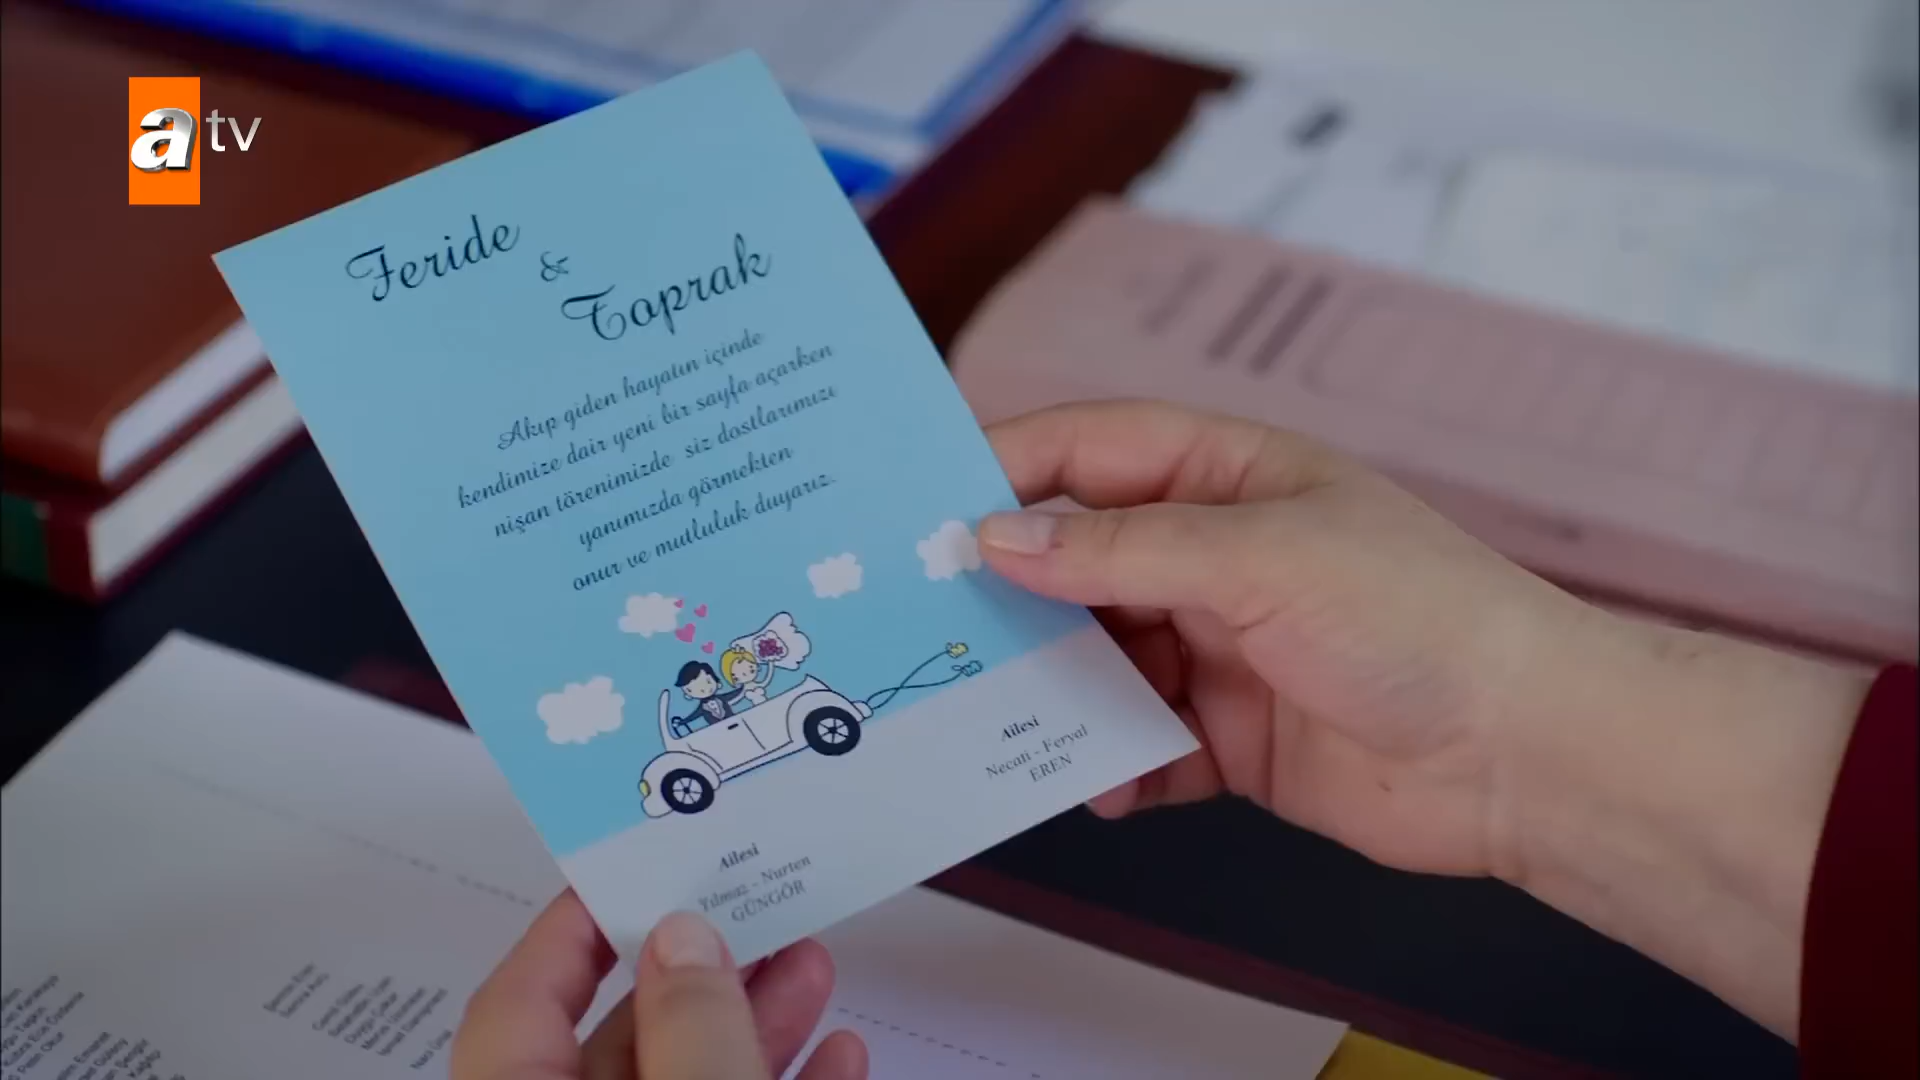 atv
Feride
&
Toprak
Akıp giden hayatın içinde
kendimize dair yeni bir sayfa açarken
nişan törenimizde siz dostlarımızı
yanımızda görmekten
onur ve mutluluk duyarız.
Ailesi
Necati - Feryal
EREN
Ailesi
Yılmaz - Nurten
GÜNGÖR